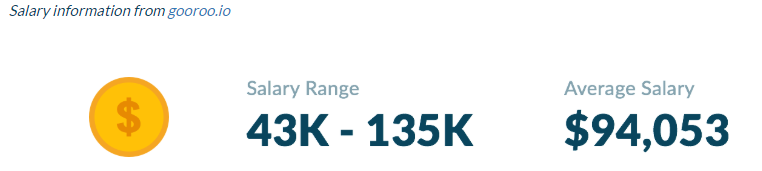 Salary information from gooroo.io
Salary Range
Average Salary
$
43K - 135K
$94,053